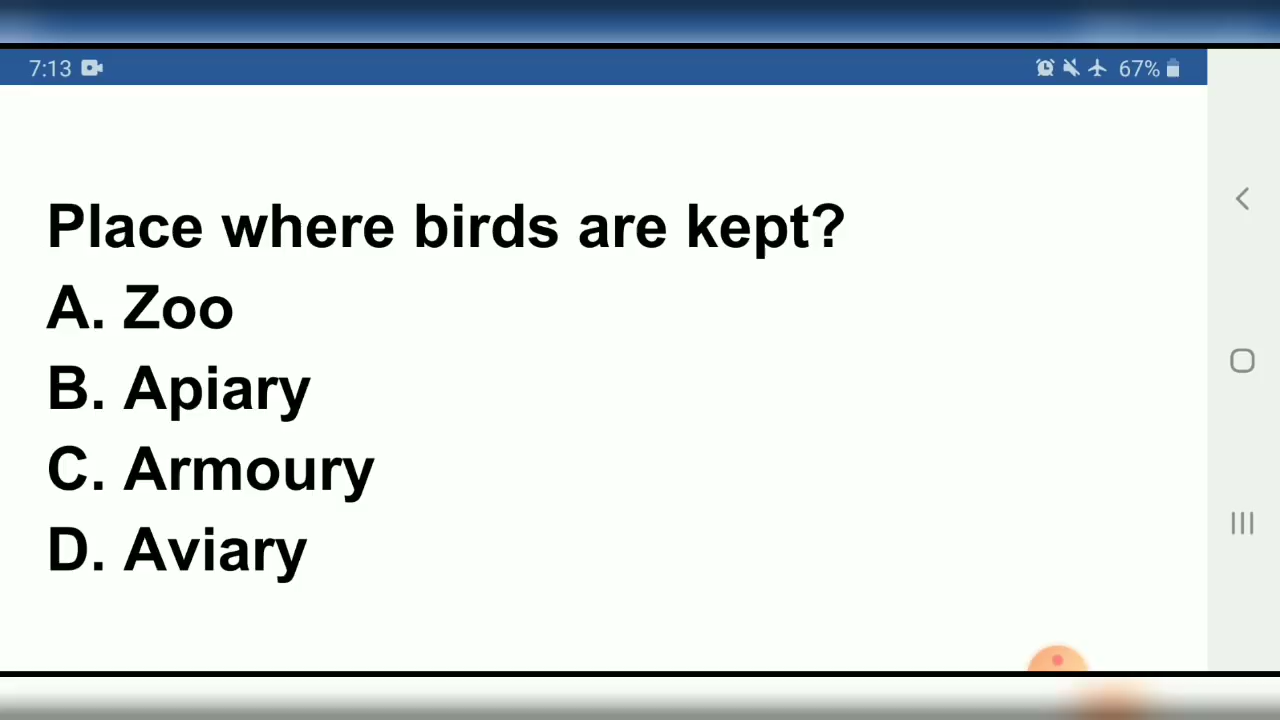 7:13 67%
Place where birds are kept?
A. Zoo
B. Apiary
C. Armoury
D. Aviary